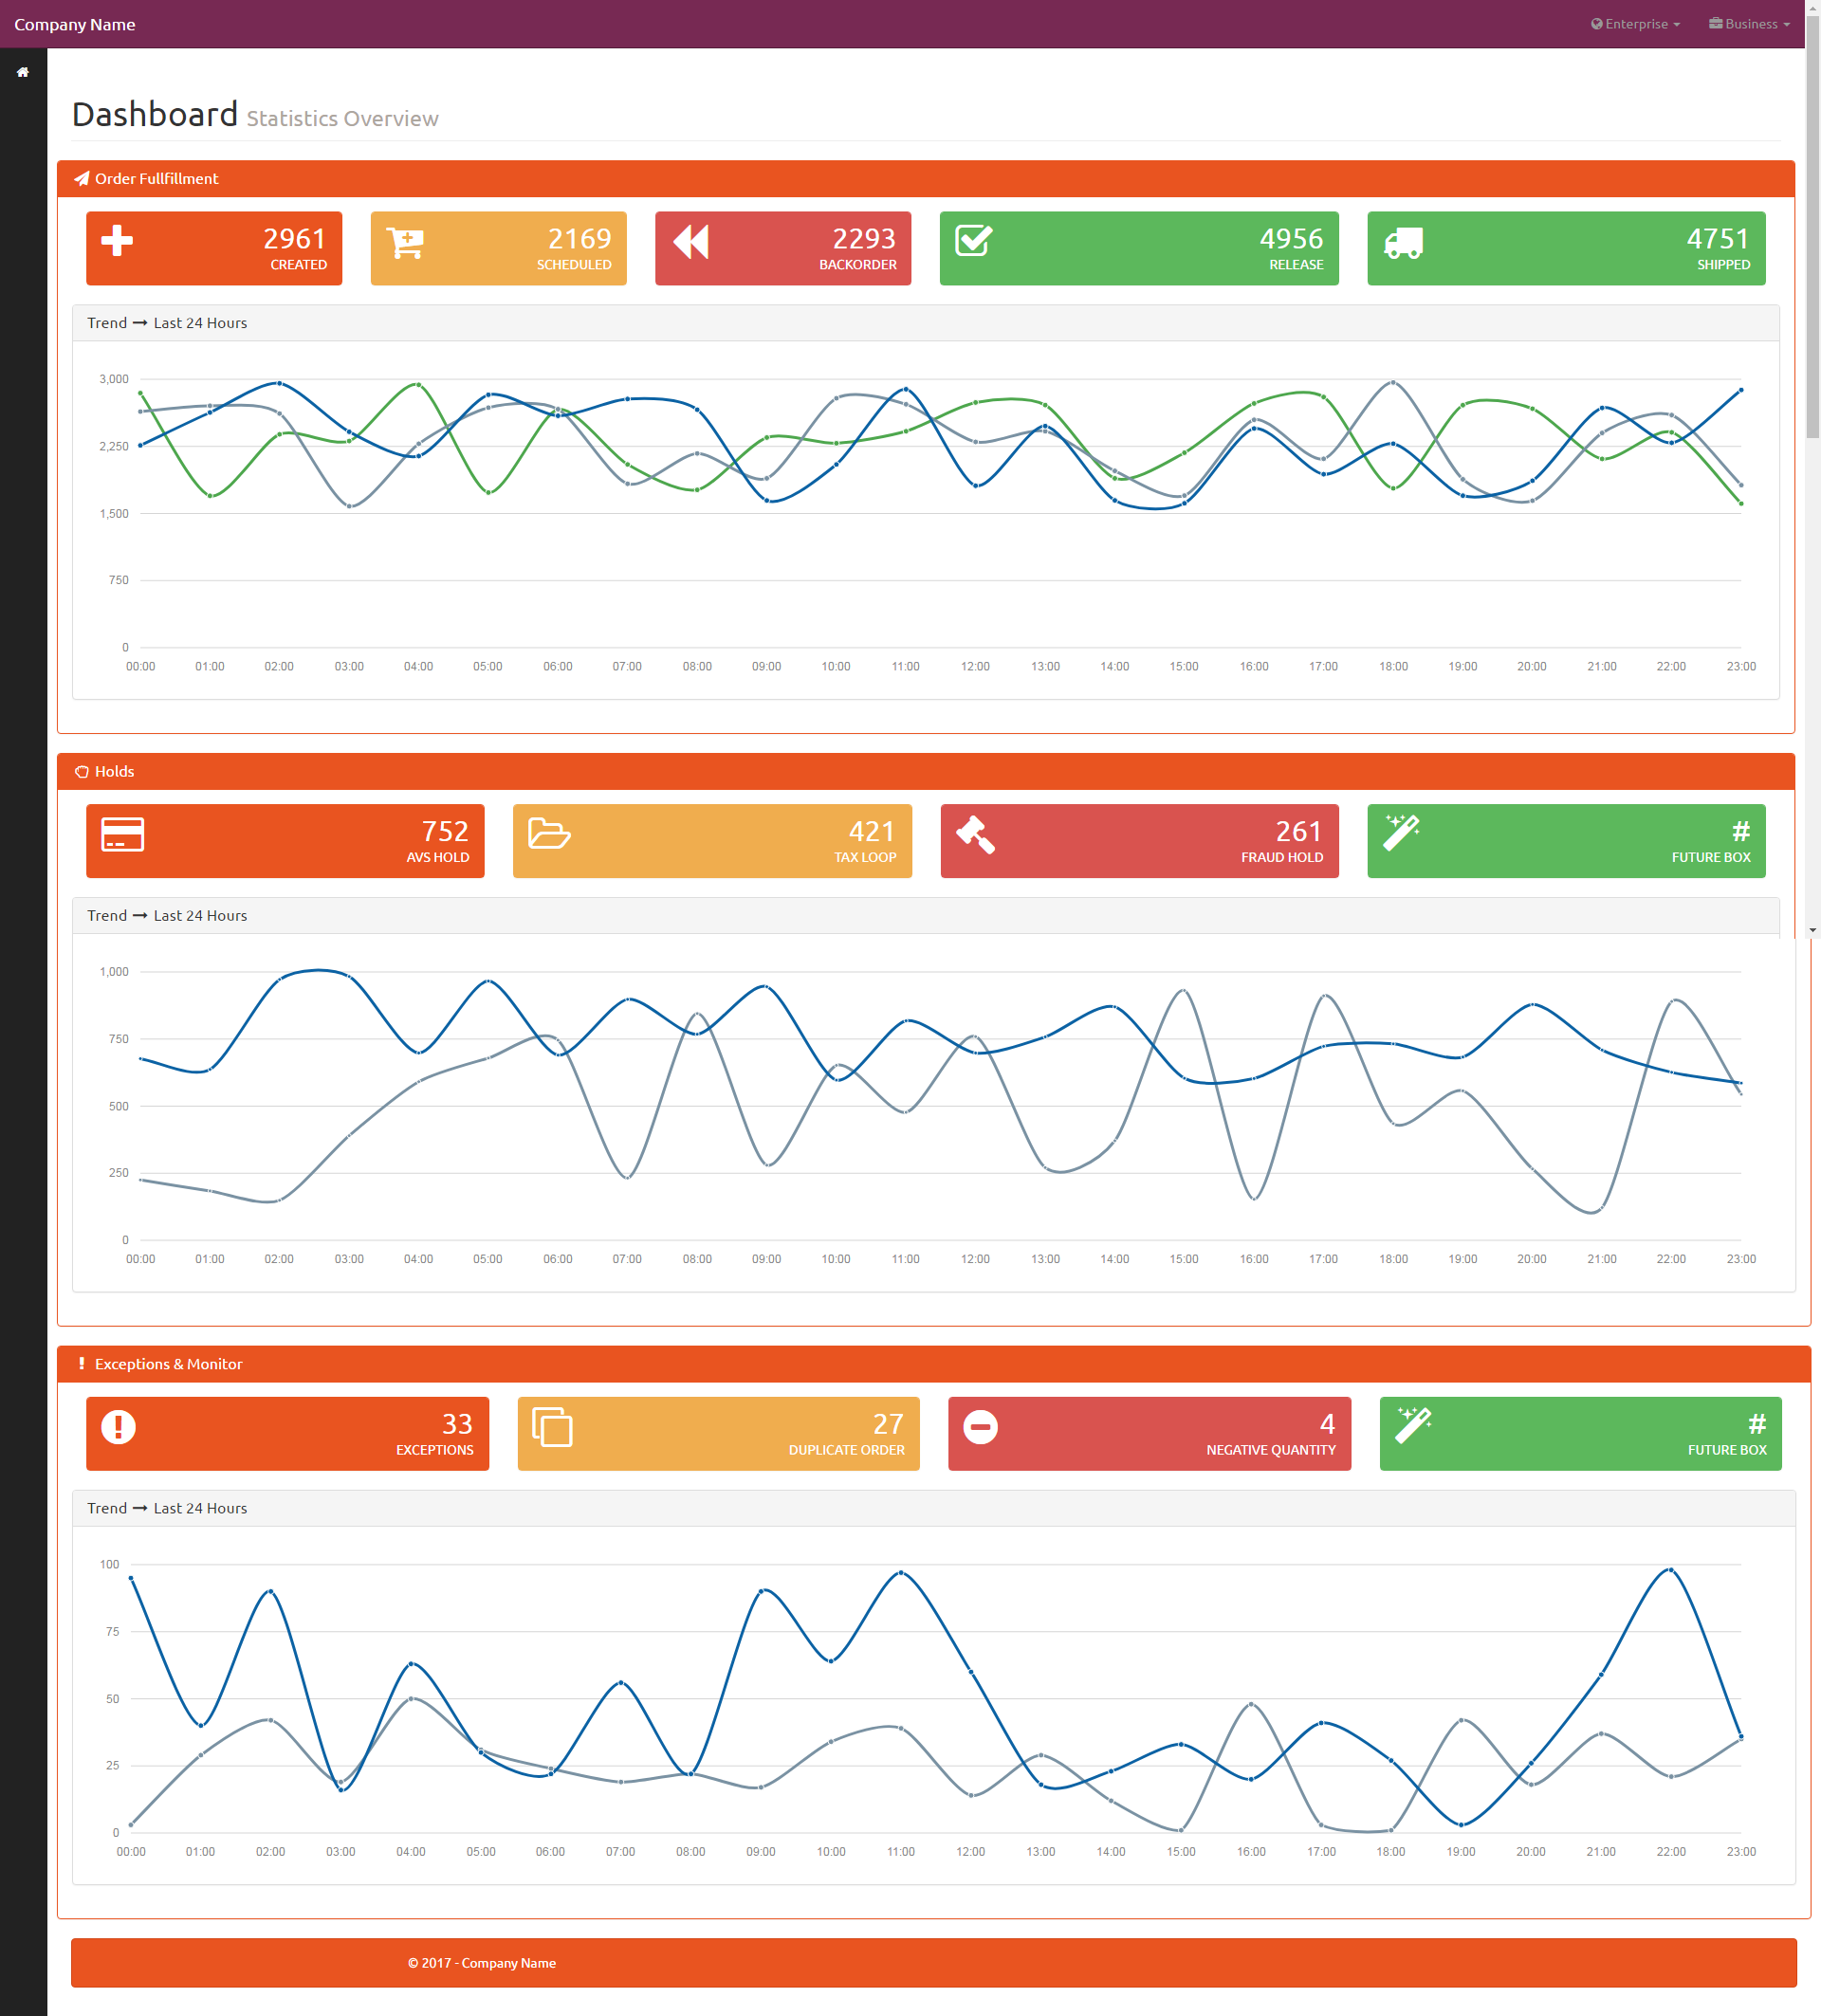 Company Name
Enterprise
Business
Dashboard Statistics Overview
Order Fullfillment
2961
CREATED
2169
SCHEDULED
2293
BACKORDER
4956
RELEASE
4751
SHIPPED
Trend → Last 24 Hours
3,000
2,250
1,500
750
0
00:00 01:00 02:00 03:00 04:00 05:00 06:00 07:00 08:00 09:00 10:00 11:00 12:00 13:00 14:00 15:00 16:00 17:00 18:00 19:00 20:00 21:00 22:00 23:00
Holds
752
AVS HOLD
421
TAX LOOP
261
FRAUD HOLD
#
FUTURE BOX
Trend → Last 24 Hours
1,000
750
500
250
0
00:00 01:00 02:00 03:00 04:00 05:00 06:00 07:00 08:00 09:00 10:00 11:00 12:00 13:00 14:00 15:00 16:00 17:00 18:00 19:00 20:00 21:00 22:00 23:00
Exceptions & Monitor
33
EXCEPTIONS
27
DUPLICATE ORDER
4
NEGATIVE QUANTITY
#
FUTURE BOX
Trend → Last 24 Hours
100
75
50
25
0
00:00 01:00 02:00 03:00 04:00 05:00 06:00 07:00 08:00 09:00 10:00 11:00 12:00 13:00 14:00 15:00 16:00 17:00 18:00 19:00 20:00 21:00 22:00 23:00
© 2017 - Company Name